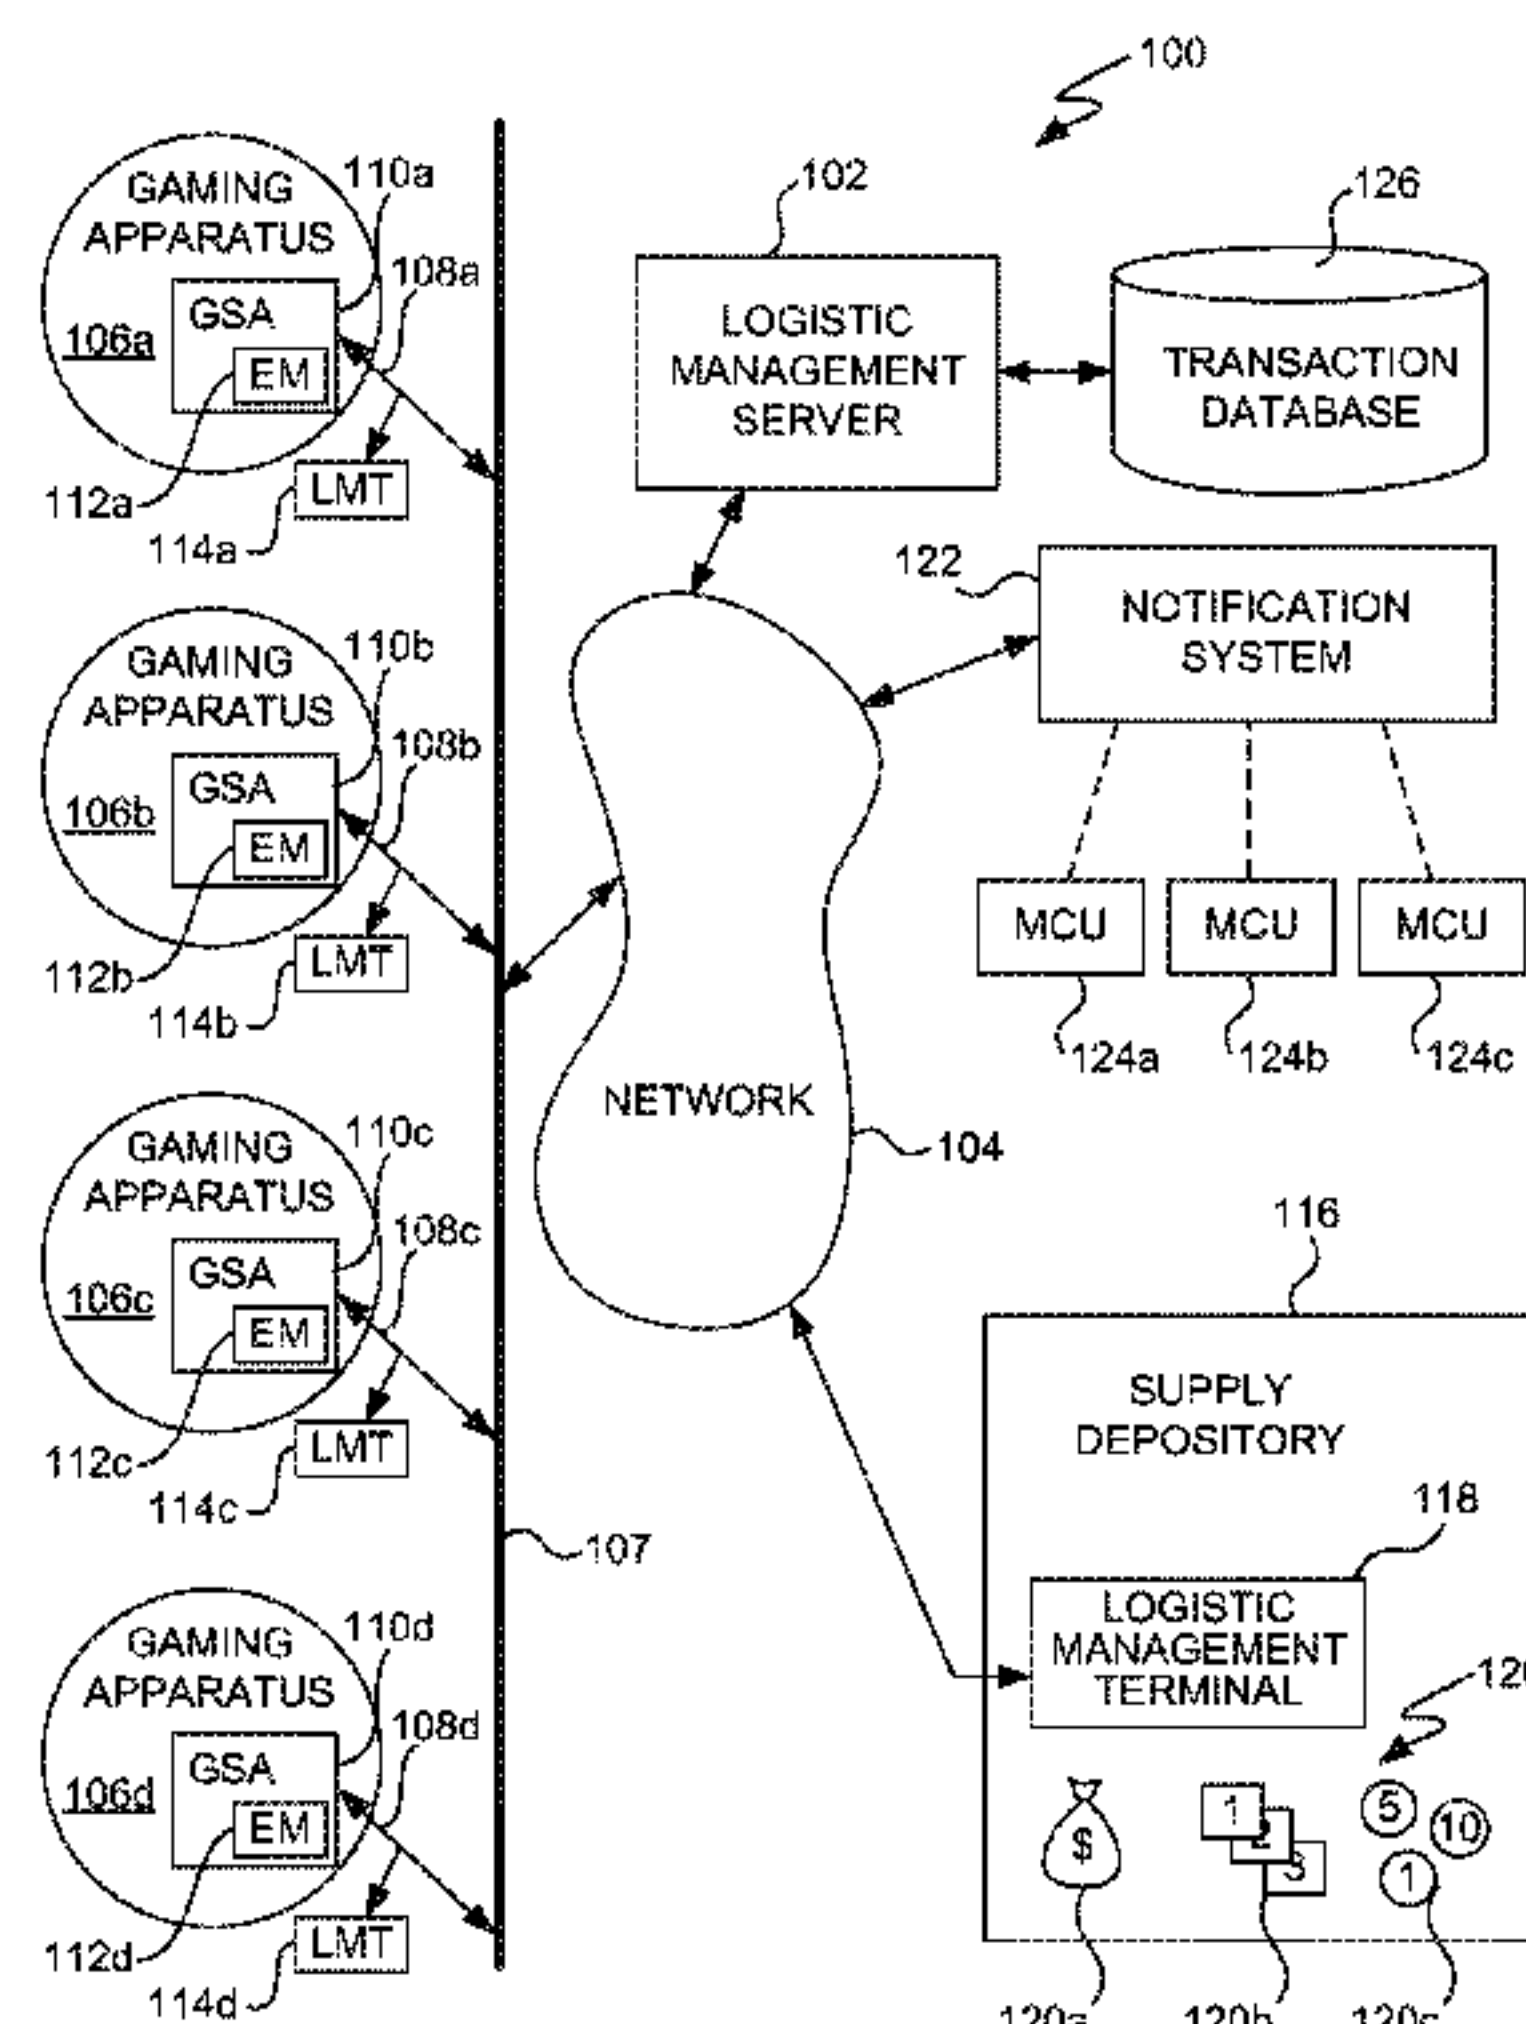 100
102
126
LOGISTIC
MANAGEMENT
SERVER
TRANSACTION
DATABASE
GAMING
APPARATUS
110a
108a
GSA
106a
EM
LMT
112a
114a
122
NOTIFICATION
SYSTEM
GAMING
APPARATUS
110b
108b
GSA
106b
EM
LMT
112b
114b
MCU
MCU
MCU
124a
124b
124c
NETWORK
104
GAMING
APPARATUS
110c
108c
GSA
106c
EM
LMT
112c
114c
107
116
SUPPLY
DEPOSITORY
118
LOGISTIC
MANAGEMENT
TERMINAL
GAMING
APPARATUS
110d
108d
GSA
106d
EM
LMT
112d
114d
$
1
2
3
5
10
1
120a
120b
120c